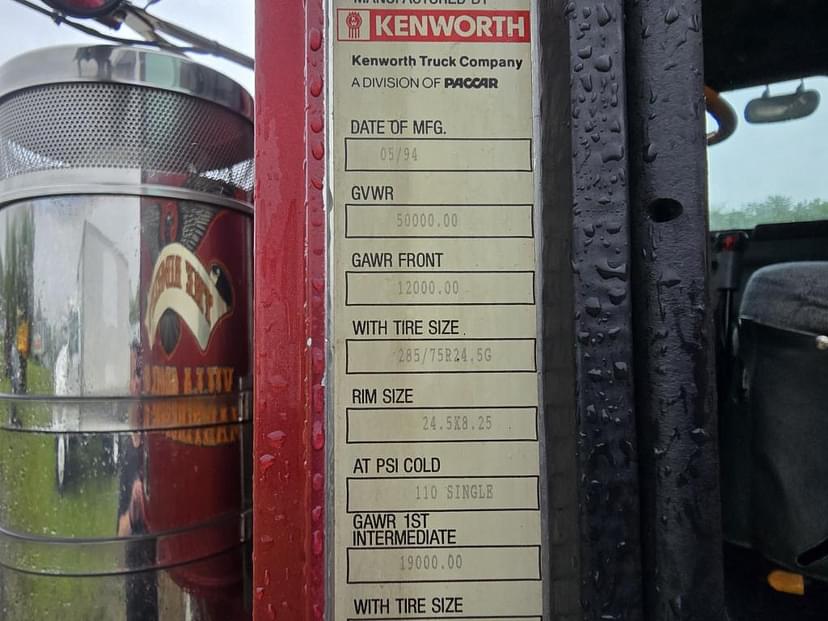 MANUFACTURED BY
KENWORTH
Kenworth Truck Company
A DIVISION OF PACCAR
DATE OF MFG.
05/94
GVWR
50000.00
GAWR FRONT
12000.00
WITH TIRE SIZE
285/75R24.5G
RIM SIZE
24.5X8.25
AT PSI COLD
110 SINGLE
GAWR 1ST
INTERMEDIATE
19000.00
WITH TIRE SIZE